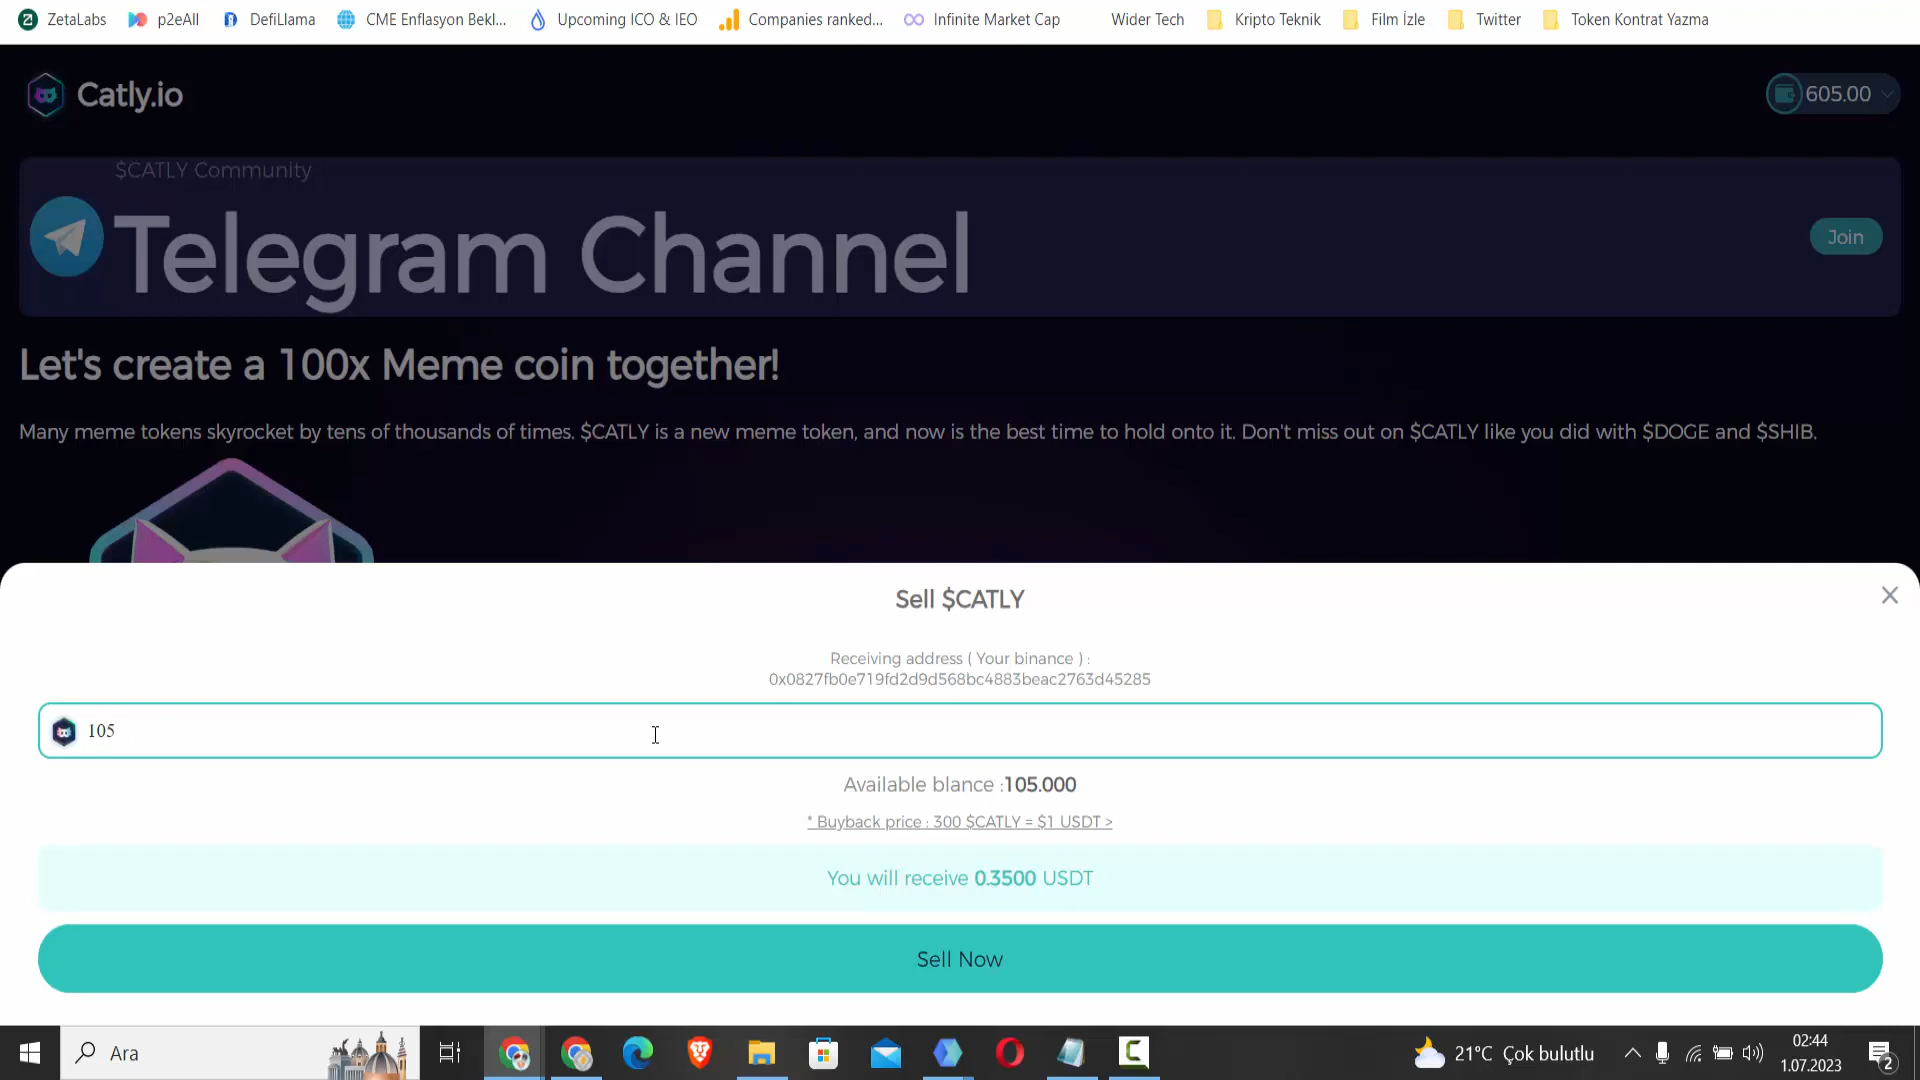 ZetaLabs p2eAll DefiLlama CME Enflasyon Bekl... Upcoming ICO & IEO Companies ranked... Infinite Market Cap Wider Tech Kripto Teknik Film İzle Twitter Token Kontrat Yazma
Catly.io 605.00
$CATLY Community
Telegram Channel
Join
Let's create a 100x Meme coin together!
Many meme tokens skyrocket by tens of thousands of times. $CATLY is a new meme token, and now is the best time to hold onto it. Don't miss out on $CATLY like you did with $DOGE and $SHIB.
Sell $CATLY
Receiving address ( Your binance ) :
0x0827fb0e719fd2d9d568bc4883beac2763d45285
105
Available blance :105.000
* Buyback price : 300 $CATLY = $1 USDT >
You will receive 0.3500 USDT
Sell Now
Ara 21°C Çok bulutlu 02:44
1.07.2023 2